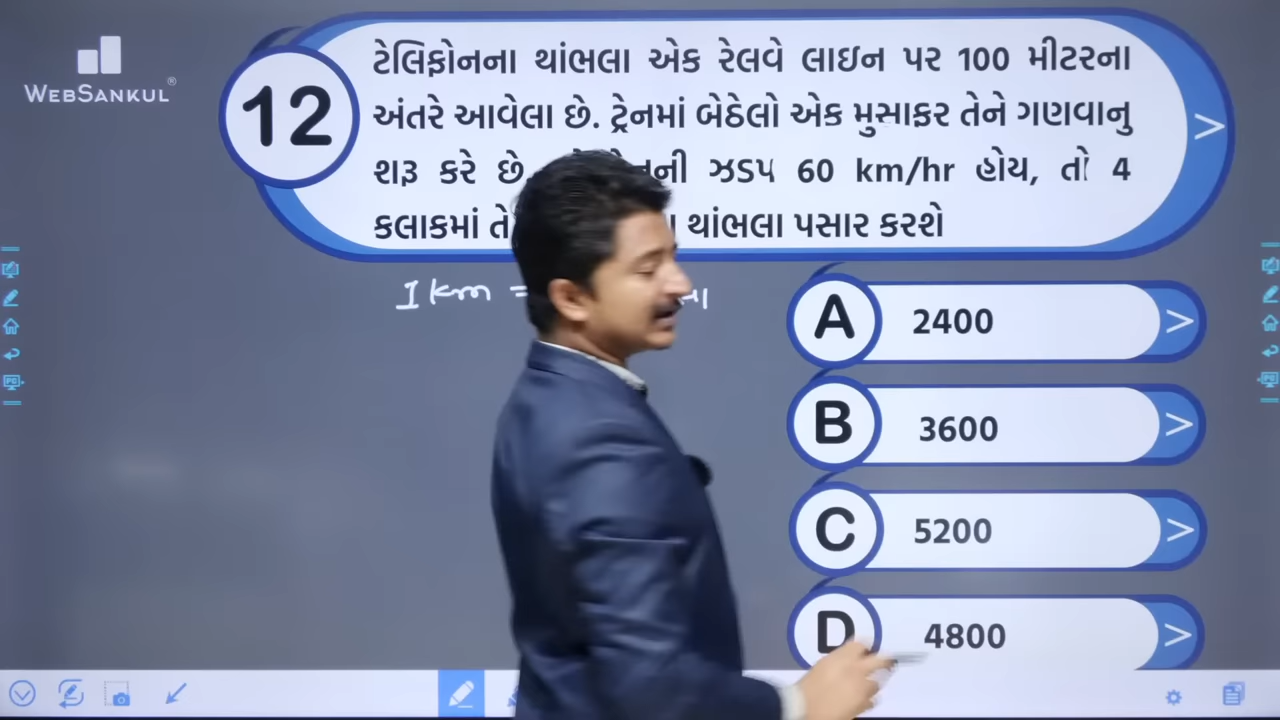 WEBSANKUL®
12
ટેલિફોનના થાંભલા એક રેલવે લાઇન પર 100 મીટરના
અંતરે આવેલા છે. ટ્રેનમાં બેઠેલો એક મુસાફર તેને ગણવાનુ
શરૂ કરે છે ની ઝડપ 60 km/hr હોય, તો 4
કલાકમાં થાંભલા પસાર કરશે
1 km =
A 2400
B 3600
C 5200
D 4800